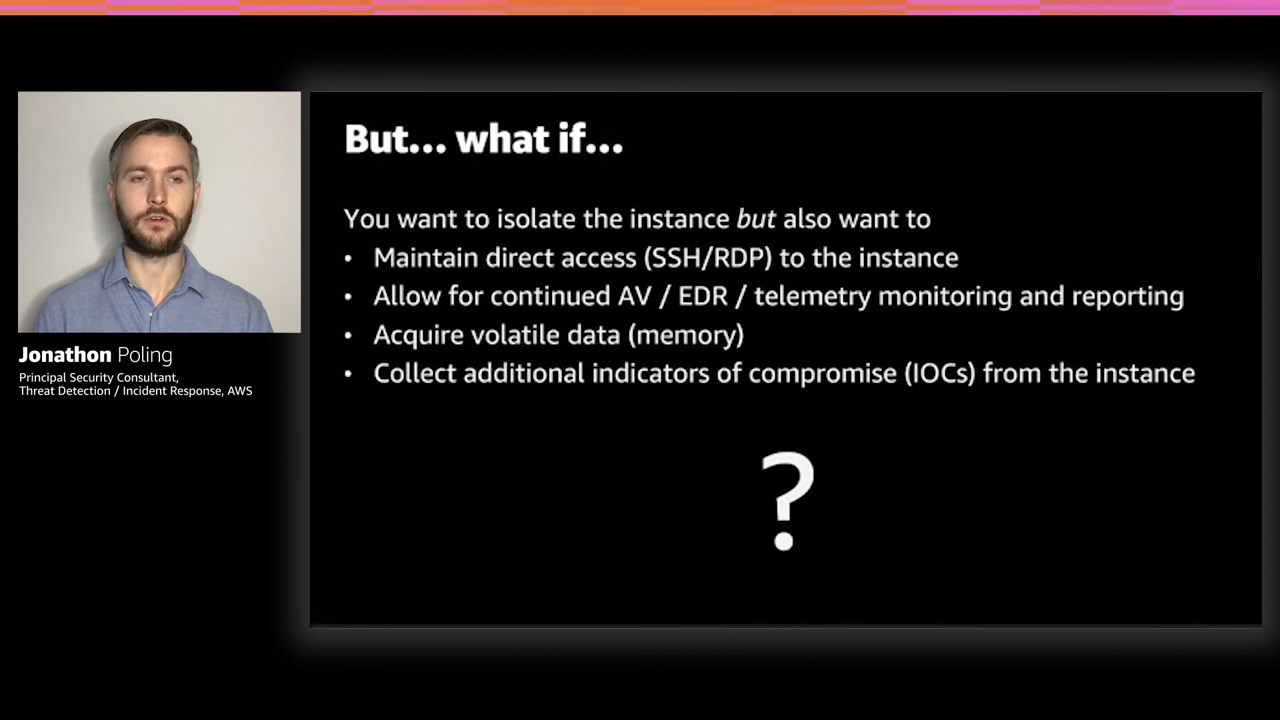 But... what if...
You want to isolate the instance but also want to
• Maintain direct access (SSH/RDP) to the instance
• Allow for continued AV / EDR / telemetry monitoring and reporting
• Acquire volatile data (memory)
• Collect additional indicators of compromise (IOCs) from the instance
?
Jonathon Poling
Principal Security Consultant,
Threat Detection / Incident Response, AWS